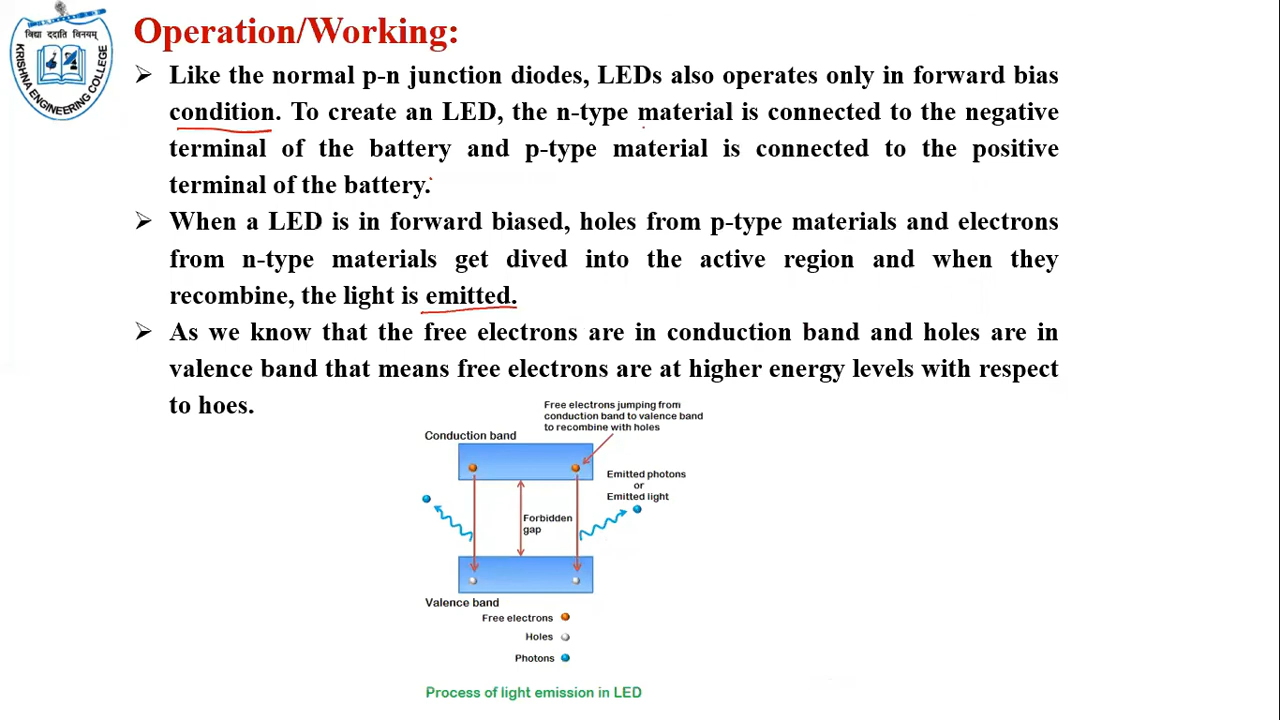 विद्या ददाति विनयम्
KRISHNA ENGINEERING COLLEGE
Operation/Working:
➢ Like the normal p-n junction diodes, LEDs also operates only in forward bias
condition. To create an LED, the n-type material is connected to the negative
terminal of the battery and p-type material is connected to the positive
terminal of the battery.
➢ When a LED is in forward biased, holes from p-type materials and electrons
from n-type materials get dived into the active region and when they
recombine, the light is emitted.
➢ As we know that the free electrons are in conduction band and holes are in
valence band that means free electrons are at higher energy levels with respect
to hoes.
Free electrons jumping from
conduction band to valence band
to recombine with holes
Conduction band
Emitted photons
or
Emitted light
Forbidden
gap
Valence band
Free electrons
Holes
Photons
Process of light emission in LED